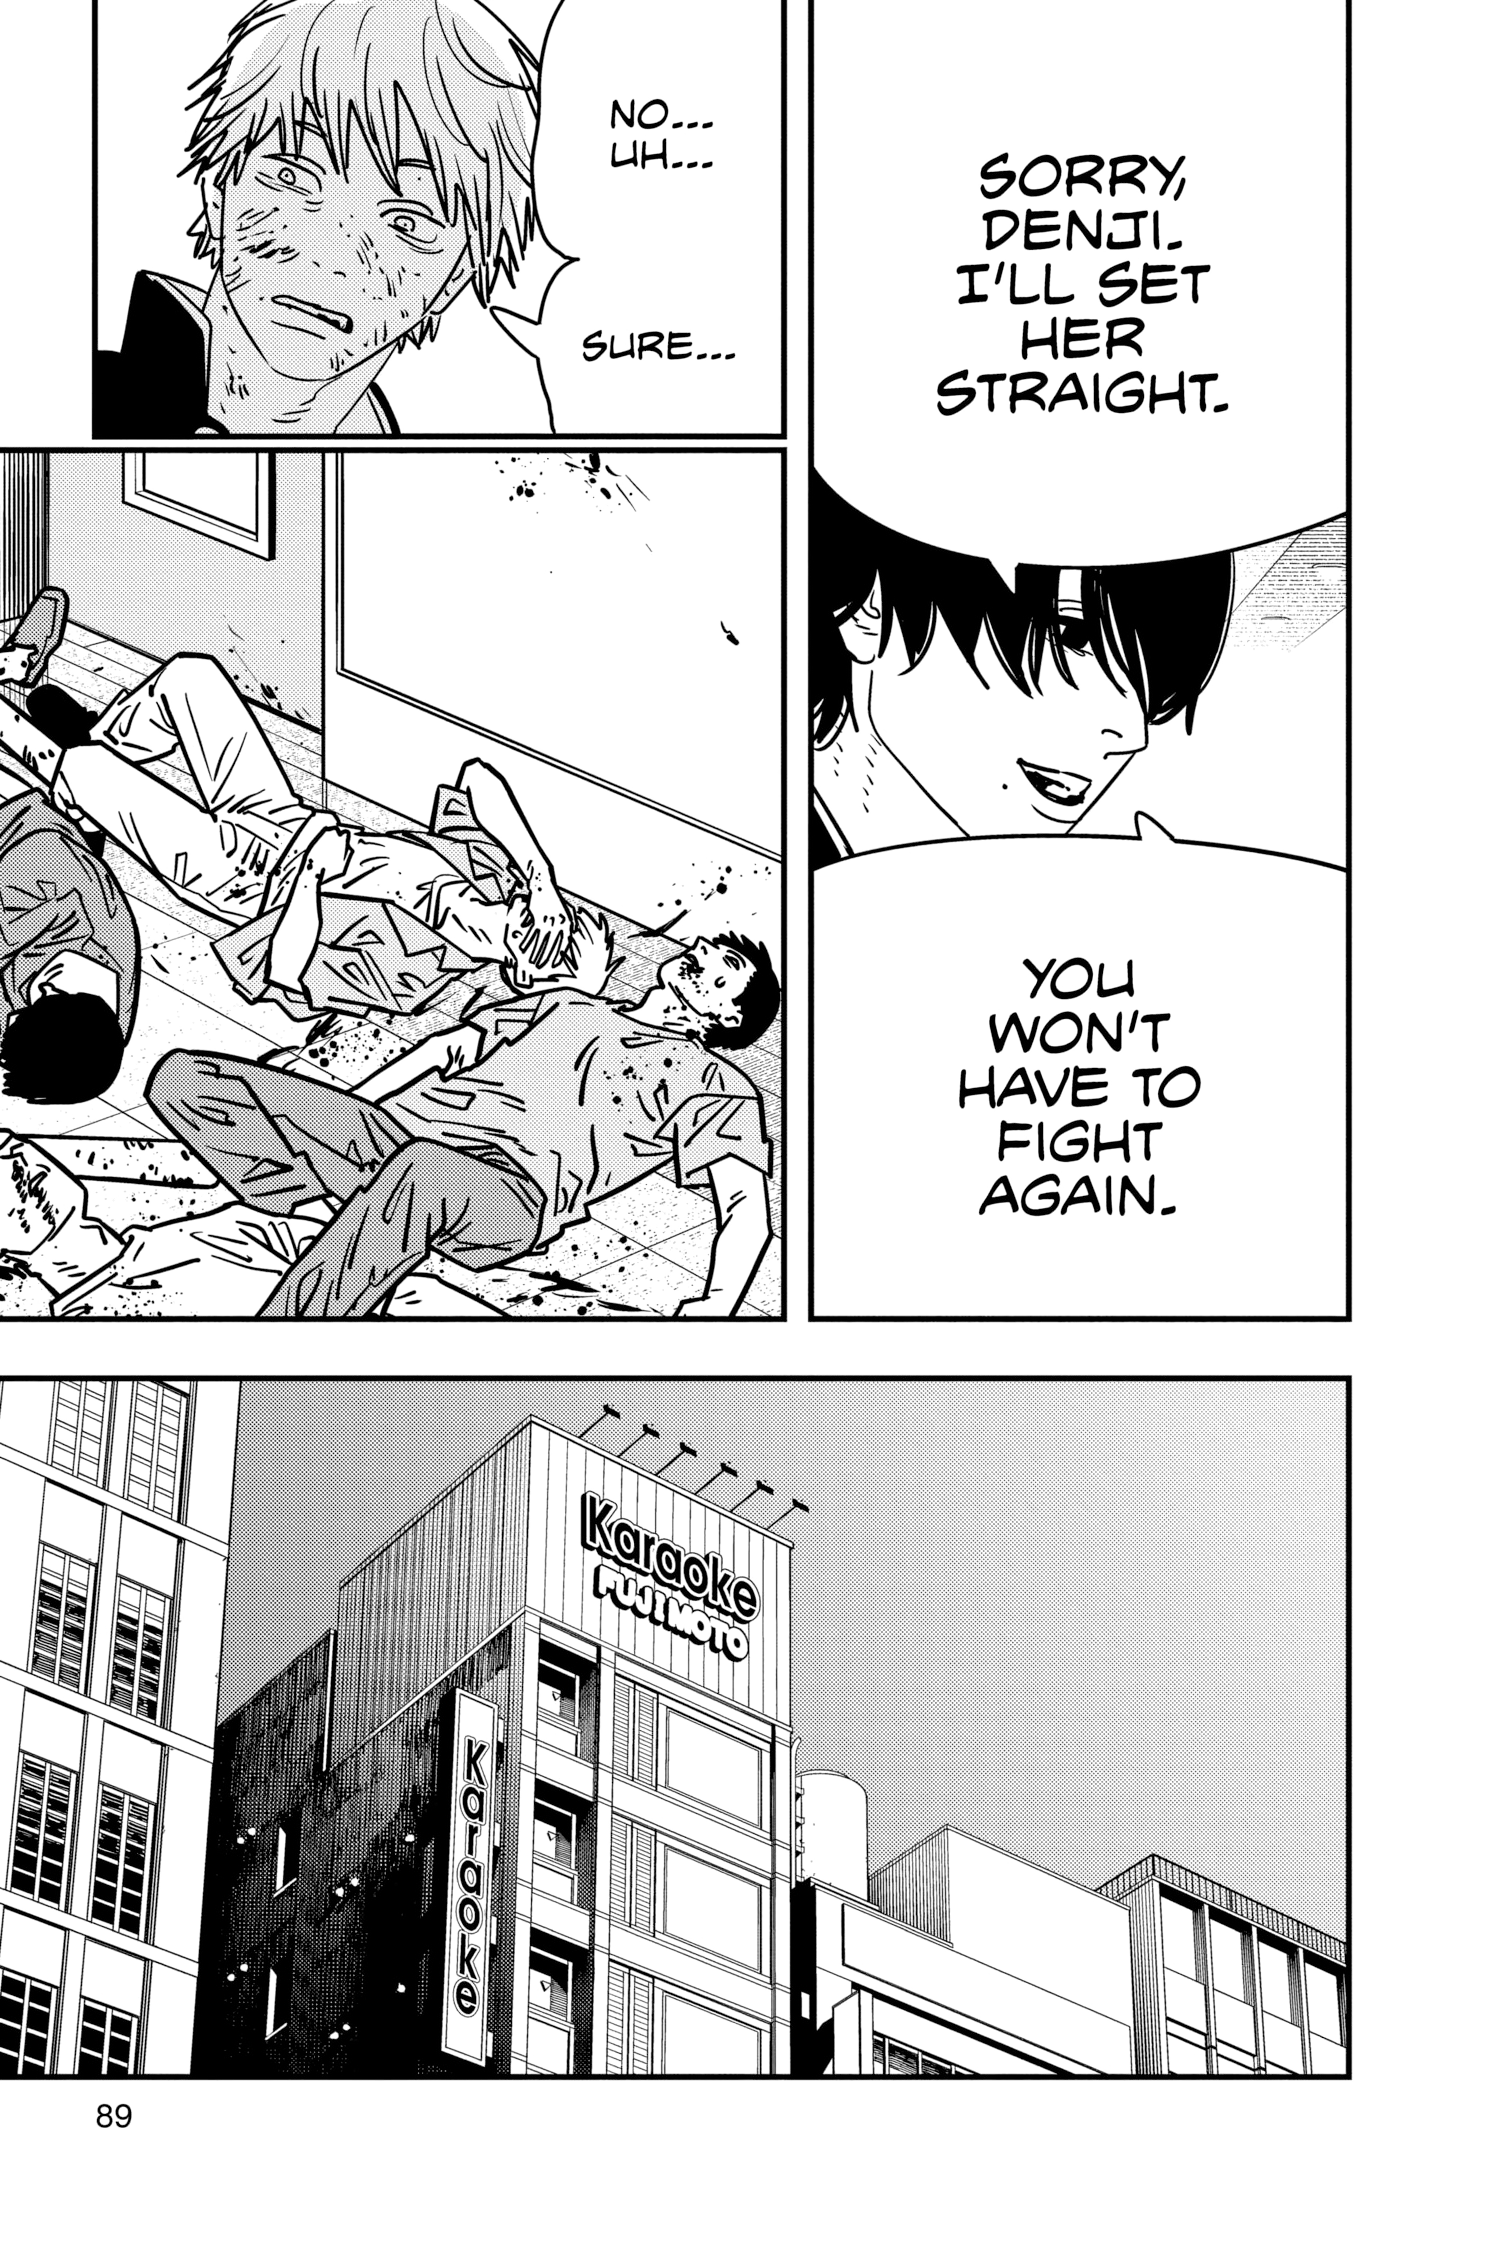 SORRY,
DENJI.
I'LL SET
HER
STRAIGHT.
YOU
WON'T
HAVE TO
FIGHT
AGAIN.
NO...
UH...
SURE...
Karaoke
FUJIMOTO
Karaoke
89